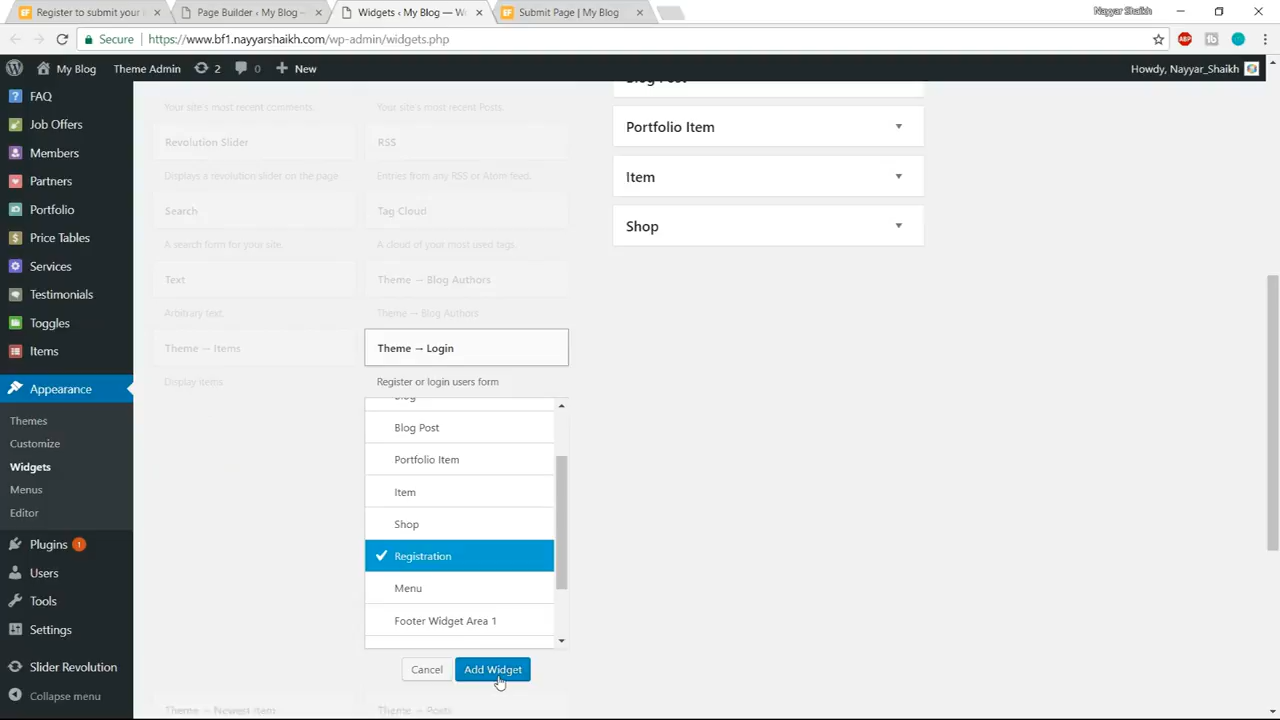 Register to submit your i
Page Builder ‹ My Blog —
Widgets ‹ My Blog — W
Submit Page | My Blog
Nayyar Shaikh
Secure
https://www.bf1.nayyarshaikh.com/wp-admin/widgets.php
ABP
My Blog
Theme Admin
2
0
New
Howdy, Nayyar_Shaikh
FAQ
Job Offers
Members
Partners
Portfolio
Price Tables
Services
Testimonials
Toggles
Items
Appearance
Themes
Customize
Widgets
Menus
Editor
Plugins 1
Users
Tools
Settings
Slider Revolution
Collapse menu
Your site's most recent comments.
Your site's most recent Posts.
Revolution Slider
RSS
Displays a revolution slider on the page
Entries from any RSS or Atom feed.
Search
Tag Cloud
A search form for your site.
A cloud of your most used tags.
Text
Theme — Blog Authors
Arbitrary text.
Theme — Blog Authors
Theme — Items
Theme — Login
Display items
Register or login users form
Blog
Blog Post
Portfolio Item
Item
Shop
Registration
Menu
Footer Widget Area 1
Cancel
Add Widget
Theme — Newest Item
Theme — Posts
Blog Post
Portfolio Item
Item
Shop